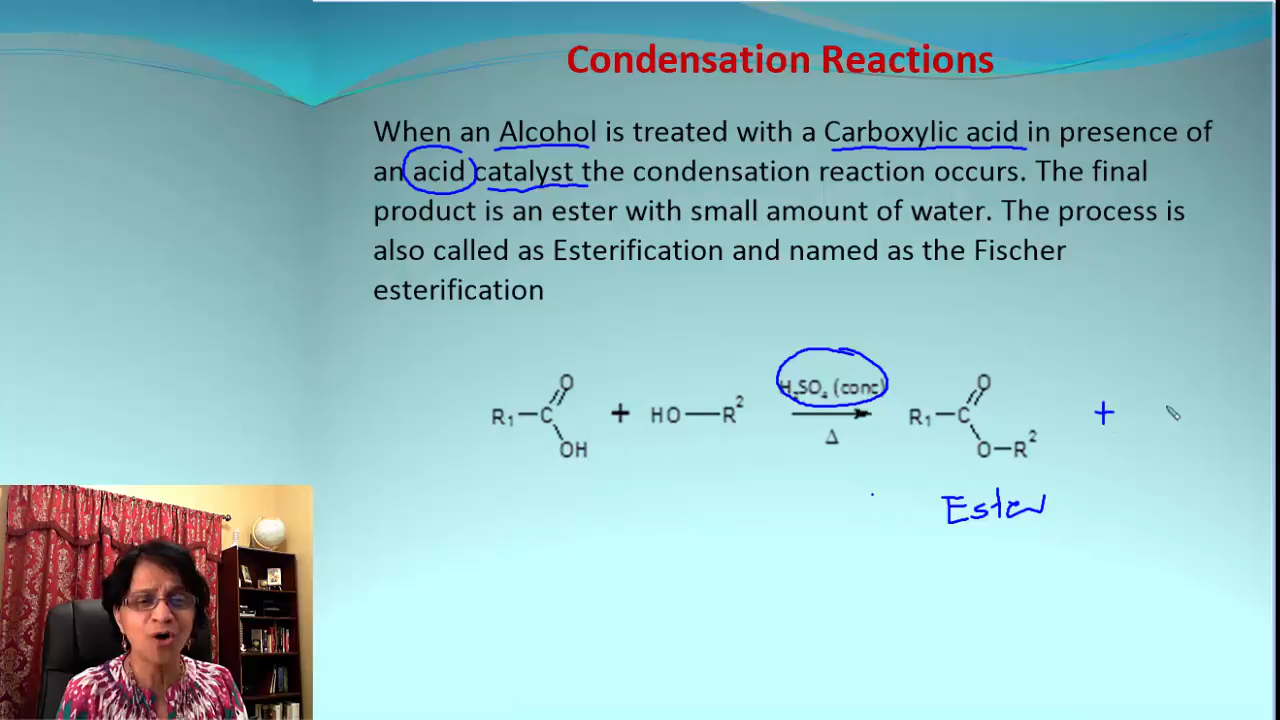 Condensation Reactions
When an Alcohol is treated with a Carboxylic acid in presence of
an acid catalyst the condensation reaction occurs. The final
product is an ester with small amount of water. The process is
also called as Esterification and named as the Fischer
esterification
R₁—C=O OH + HO—R² H₂SO₄ (conc) Δ R₁—C=O O—R² +
Ester